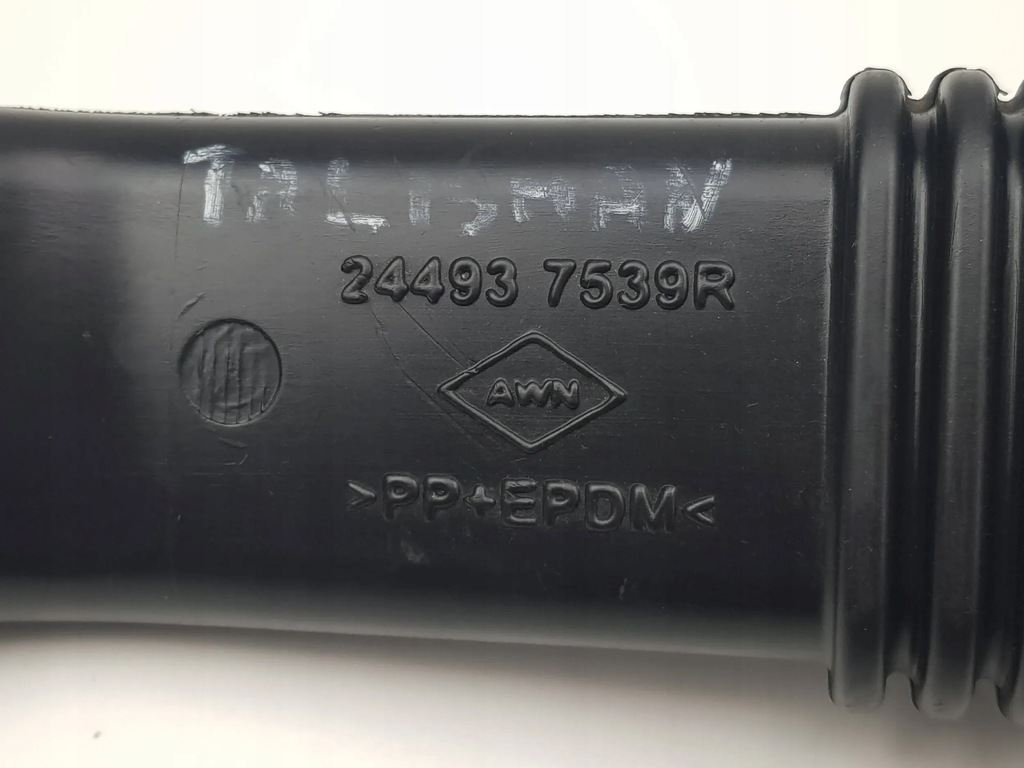 TALISMAN
24493 7539R
AWN
>PP+EPDM<